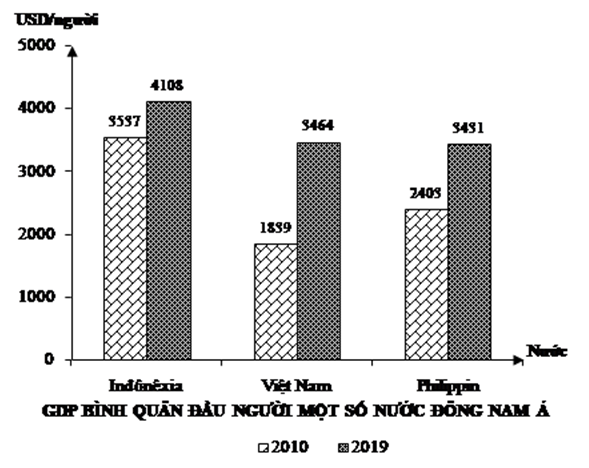 USD/người
5000
4000
3000
2000
1000
0
3537
4108
1839
3464
2403
3431
Nước
Inđônêxia
Việt Nam
Philippin
GDP BÌNH QUÂN ĐẦU NGƯỜI MỘT SỐ NƯỚC ĐÔNG NAM Á
2010 2019